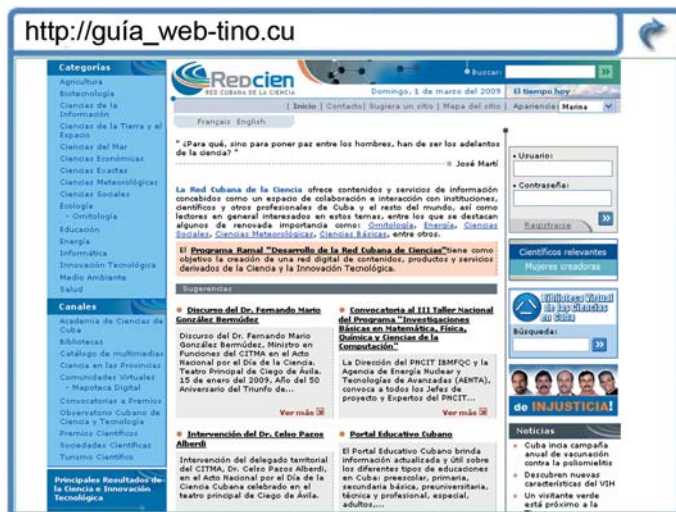 http://guía_web-tino.cu
Categorías
Agricultura
Biotecnología
Ciencias de la
Información
Ciencias de la Tierra y el
Espacio
Ciencias del Mar
Ciencias Económicas
Ciencias Exactas
Ciencias Meteorológicas
Ciencias Sociales
Ecología
- Ornitología
Educación
Energía
Informática
Innovación Tecnológica
Medio Ambiente
Salud
Canales
Academia de Ciencias de
Cuba
Bibliotecas
Catálogo de multimedias
Ciencia en las Provincias
Comunidades Virtuales
- Mapoteca Digital
Convocatorias a Premios
Observatorio Cubano de
Ciencia y Tecnología
Premios Científicos
Sociedades Científicas
Turismo Científico
Principales Resultados de
la Ciencia e Innovación
Tecnológica
Redcien
RED CUBANA DE LA CIENCIA
Buscar:
Domingo, 1 de marzo del 2009
El tiempo hoy
| Inicio | Contacto| Sugiera un sitio | Mapa del sitio | Apariencia: Marina
Français English
" ¿Para qué, sino para poner paz entre los hombres, han de ser los adelantos
de la ciencia? "
José Martí
La Red Cubana de la Ciencia ofrece contenidos y servicios de información
concebidos como un espacio de colaboración e interacción con instituciones,
científicos y otros profesionales de Cuba y el resto del mundo, así como
lectores en general interesados en estos temas, entre los que se destacan
algunos de renovada importancia como: Ornitología, Energía, Ciencias
Sociales, Ciencias Meteorológicas, Ciencias Básicas, entre otros.
El Programa Ramal "Desarrollo de la Red Cubana de Ciencias"tiene como
objetivo la creación de una red digital de contenidos, productos y servicios
derivados de la Ciencia y la Innovación Tecnológica.
Sugerencias
Discurso del Dr. Fernando Mario
González Bermúdez
Discurso del Dr. Fernando Mario
González Bermúdez, Ministro en
Funciones del CITMA en el Acto
Nacional por el Día de la Ciencia.
Teatro Principal de Ciego de Ávila.
15 de enero del 2009, Año del 50
Aniversario del Triunfo de...
Ver más
Intervención del Dr. Celso Pazos
Alberdi
Intervención del delegado territorial
del CITMA, Dr. Celso Pazos Alberdi,
en el Acto Nacional por el Día de la
Ciencia Cubana celebrado en el
teatro principal de Ciego de Ávila.
Convocatoria al III Taller Nacional
del Programa "Investigaciones
Básicas en Matemática, Física,
Química y Ciencias de la
Computación"
La Dirección del PNCIT IBMFQC y la
Agencia de Energía Nuclear y
Tecnologías de Avanzadas (AENTA),
convoca a todos los Jefes de
proyecto y Expertos del PNCIT...
Ver más
Portal Educativo Cubano
El Portal Educativo Cubano brinda
información actualizada y útil sobre
los diferentes tipos de educaciones
en Cuba: preescolar, primaria,
secundaria básica, preuniversitaria,
técnica y profesional, especial,
adultos,...
Usuario:
Contraseña:
Registrarse
Científicos relevantes
Mujeres creadoras
Biblioteca Virtual
de las Ciencias
en Cuba
Búsqueda:
de INJUSTICIA!
Noticias
Cuba inicia campaña
anual de vacunación
contra la poliomielitis
Descubren nuevas
características del VIH
Un visitante verde
está próximo a la